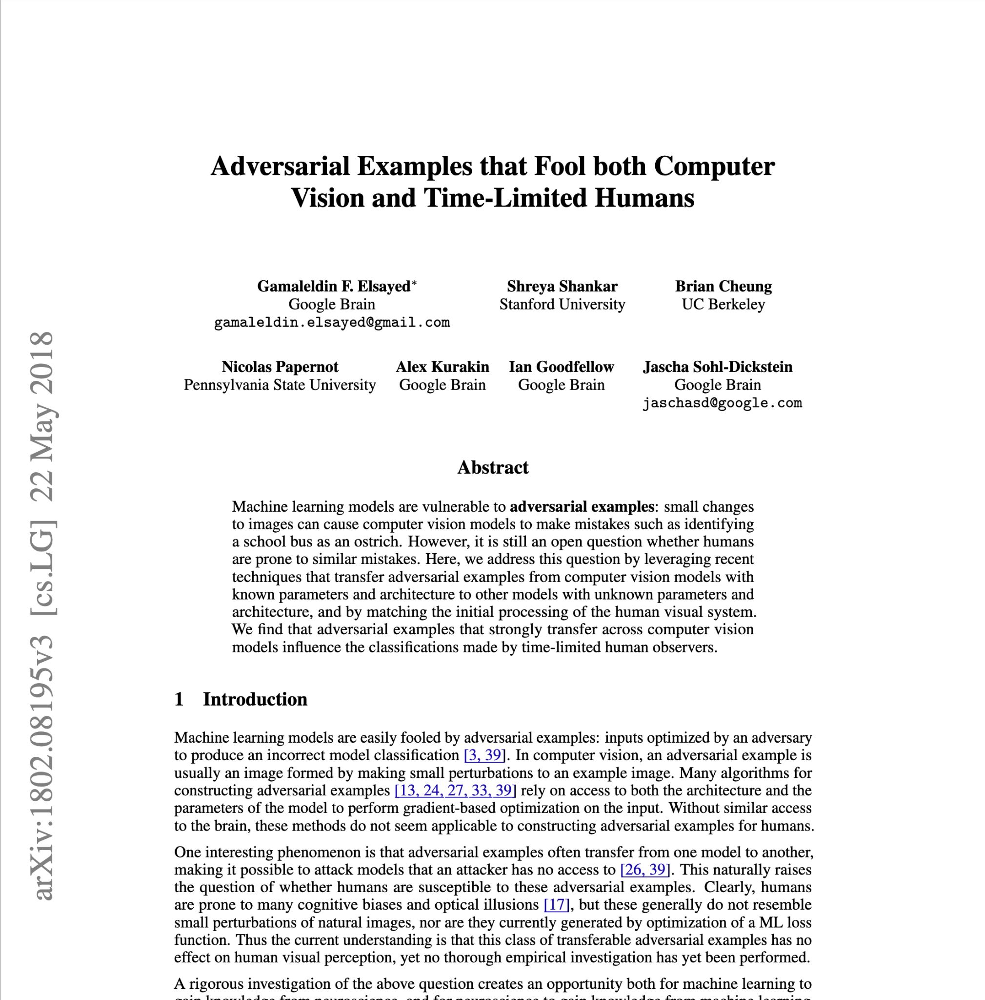 Adversarial Examples that Fool both Computer
Vision and Time-Limited Humans
Gamaleldin F. Elsayed*
Google Brain
gamaleldin.elsayed@gmail.com
Shreya Shankar
Stanford University
Brian Cheung
UC Berkeley
Nicolas Papernot
Pennsylvania State University
Alex Kurakin
Google Brain
Ian Goodfellow
Google Brain
Jascha Sohl-Dickstein
Google Brain
jaschasd@google.com
Abstract
Machine learning models are vulnerable to adversarial examples: small changes
to images can cause computer vision models to make mistakes such as identifying
a school bus as an ostrich. However, it is still an open question whether humans
are prone to similar mistakes. Here, we address this question by leveraging recent
techniques that transfer adversarial examples from computer vision models with
known parameters and architecture to other models with unknown parameters and
architecture, and by matching the initial processing of the human visual system.
We find that adversarial examples that strongly transfer across computer vision
models influence the classifications made by time-limited human observers.
1 Introduction
Machine learning models are easily fooled by adversarial examples: inputs optimized by an adversary
to produce an incorrect model classification [3, 39]. In computer vision, an adversarial example is
usually an image formed by making small perturbations to an example image. Many algorithms for
constructing adversarial examples [13, 24, 27, 33, 39] rely on access to both the architecture and the
parameters of the model to perform gradient-based optimization on the input. Without similar access
to the brain, these methods do not seem applicable to constructing adversarial examples for humans.
One interesting phenomenon is that adversarial examples often transfer from one model to another,
making it possible to attack models that an attacker has no access to [26, 39]. This naturally raises
the question of whether humans are susceptible to these adversarial examples. Clearly, humans
are prone to many cognitive biases and optical illusions [17], but these generally do not resemble
small perturbations of natural images, nor are they currently generated by optimization of a ML loss
function. Thus the current understanding is that this class of transferable adversarial examples has no
effect on human visual perception, yet no thorough empirical investigation has yet been performed.
A rigorous investigation of the above question creates an opportunity both for machine learning to
gain knowledge from neuroscience, and for neuroscience to gain knowledge from machine learning.
arXiv:1802.08195v3 [cs.LG] 22 May 2018